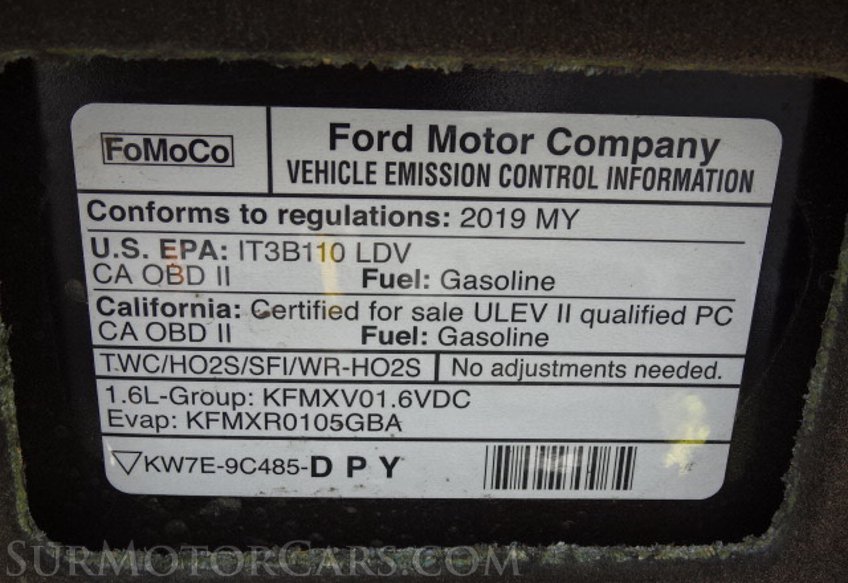 FoMoCo
Ford Motor Company
VEHICLE EMISSION CONTROL INFORMATION
Conforms to regulations: 2019 MY
U.S. EPA: IT3B110 LDV
CA OBD II Fuel: Gasoline
California: Certified for sale ULEV II qualified PC
CA OBD II Fuel: Gasoline
TWC/HO2S/SFI/WR-HO2S No adjustments needed.
1.6L-Group: KFMXV01.6VDC
Evap: KFMXR0105GBA
KW7E-9C485-DPY
SurMotorCars.com